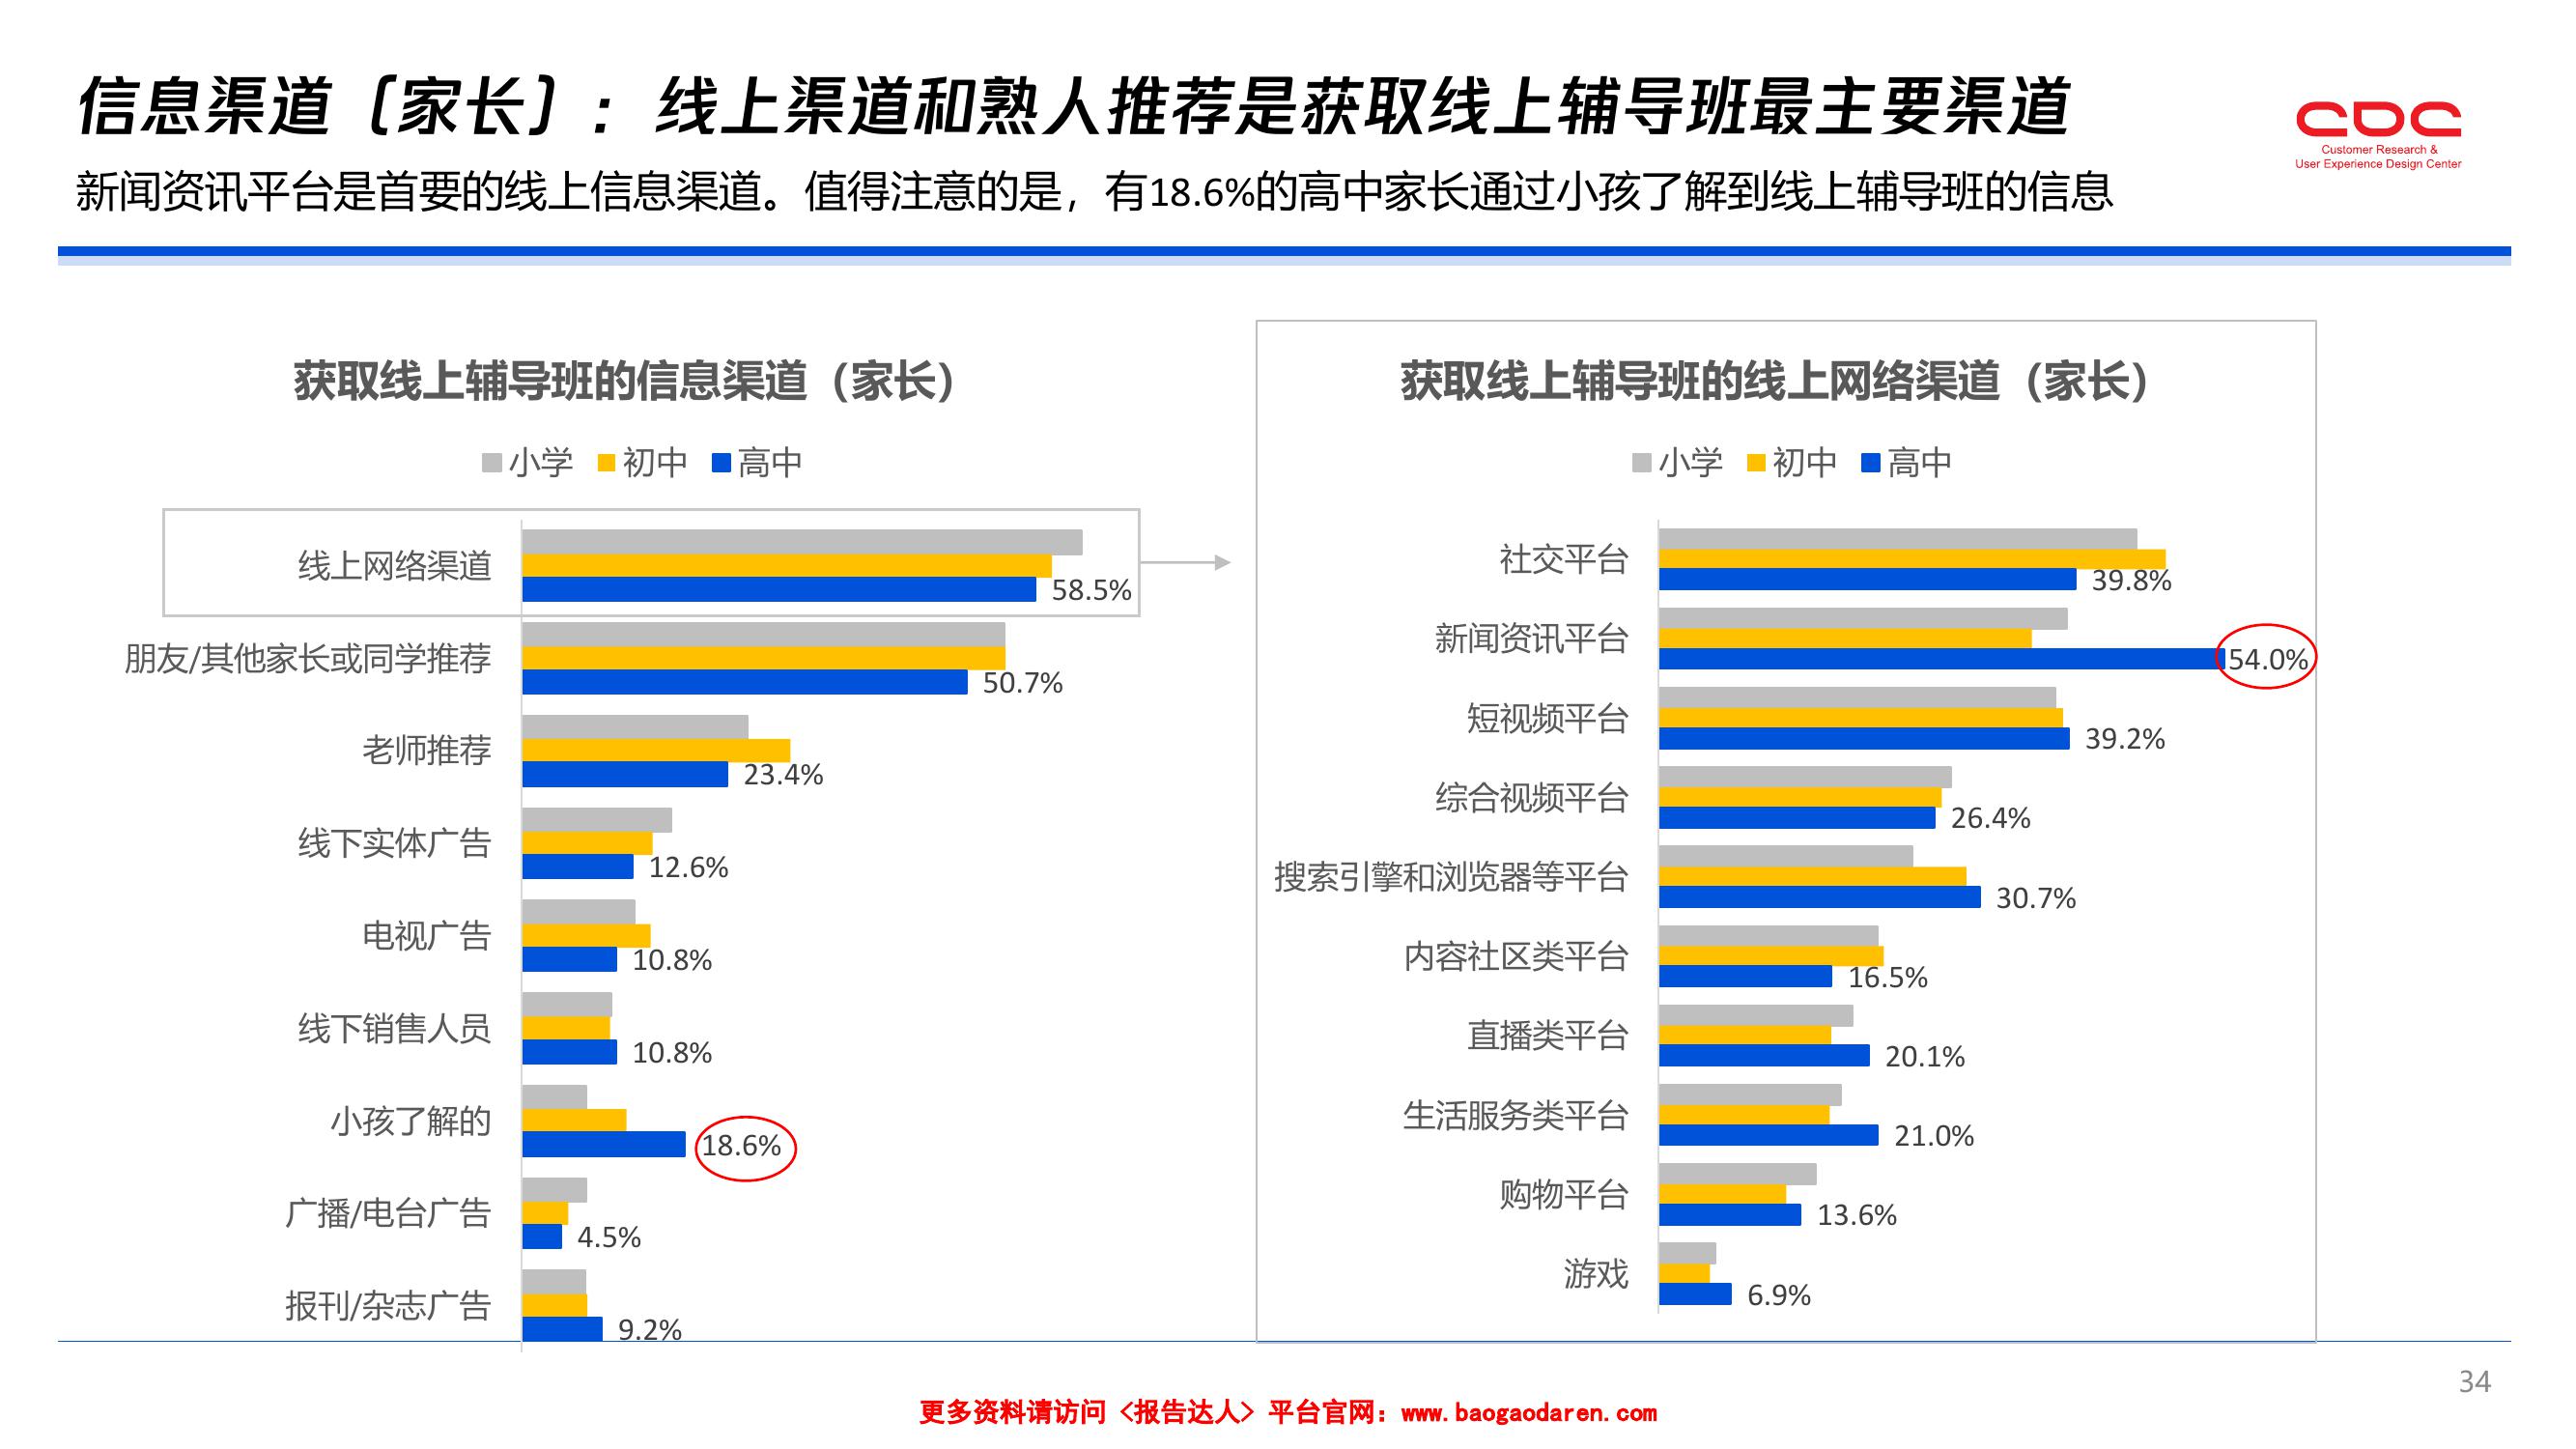 信息渠道（家长）：线上渠道和熟人推荐是获取线上辅导班最主要渠道
CDC
Customer Research &
User Experience Design Center
新闻资讯平台是首要的线上信息渠道。值得注意的是，有18.6%的高中家长通过小孩了解到线上辅导班的信息
获取线上辅导班的信息渠道（家长）
小学 初中 高中
线上网络渠道
58.5%
朋友/其他家长或同学推荐
50.7%
老师推荐
23.4%
线下实体广告
12.6%
电视广告
10.8%
线下销售人员
10.8%
小孩了解的
18.6%
广播/电台广告
4.5%
报刊/杂志广告
9.2%
获取线上辅导班的线上网络渠道（家长）
小学 初中 高中
社交平台
39.8%
新闻资讯平台
54.0%
短视频平台
39.2%
综合视频平台
26.4%
搜索引擎和浏览器等平台
30.7%
内容社区类平台
16.5%
直播类平台
20.1%
生活服务类平台
21.0%
购物平台
13.6%
游戏
6.9%
34
更多资料请访问〈报告达人〉平台官网：www.baogaodaren.com